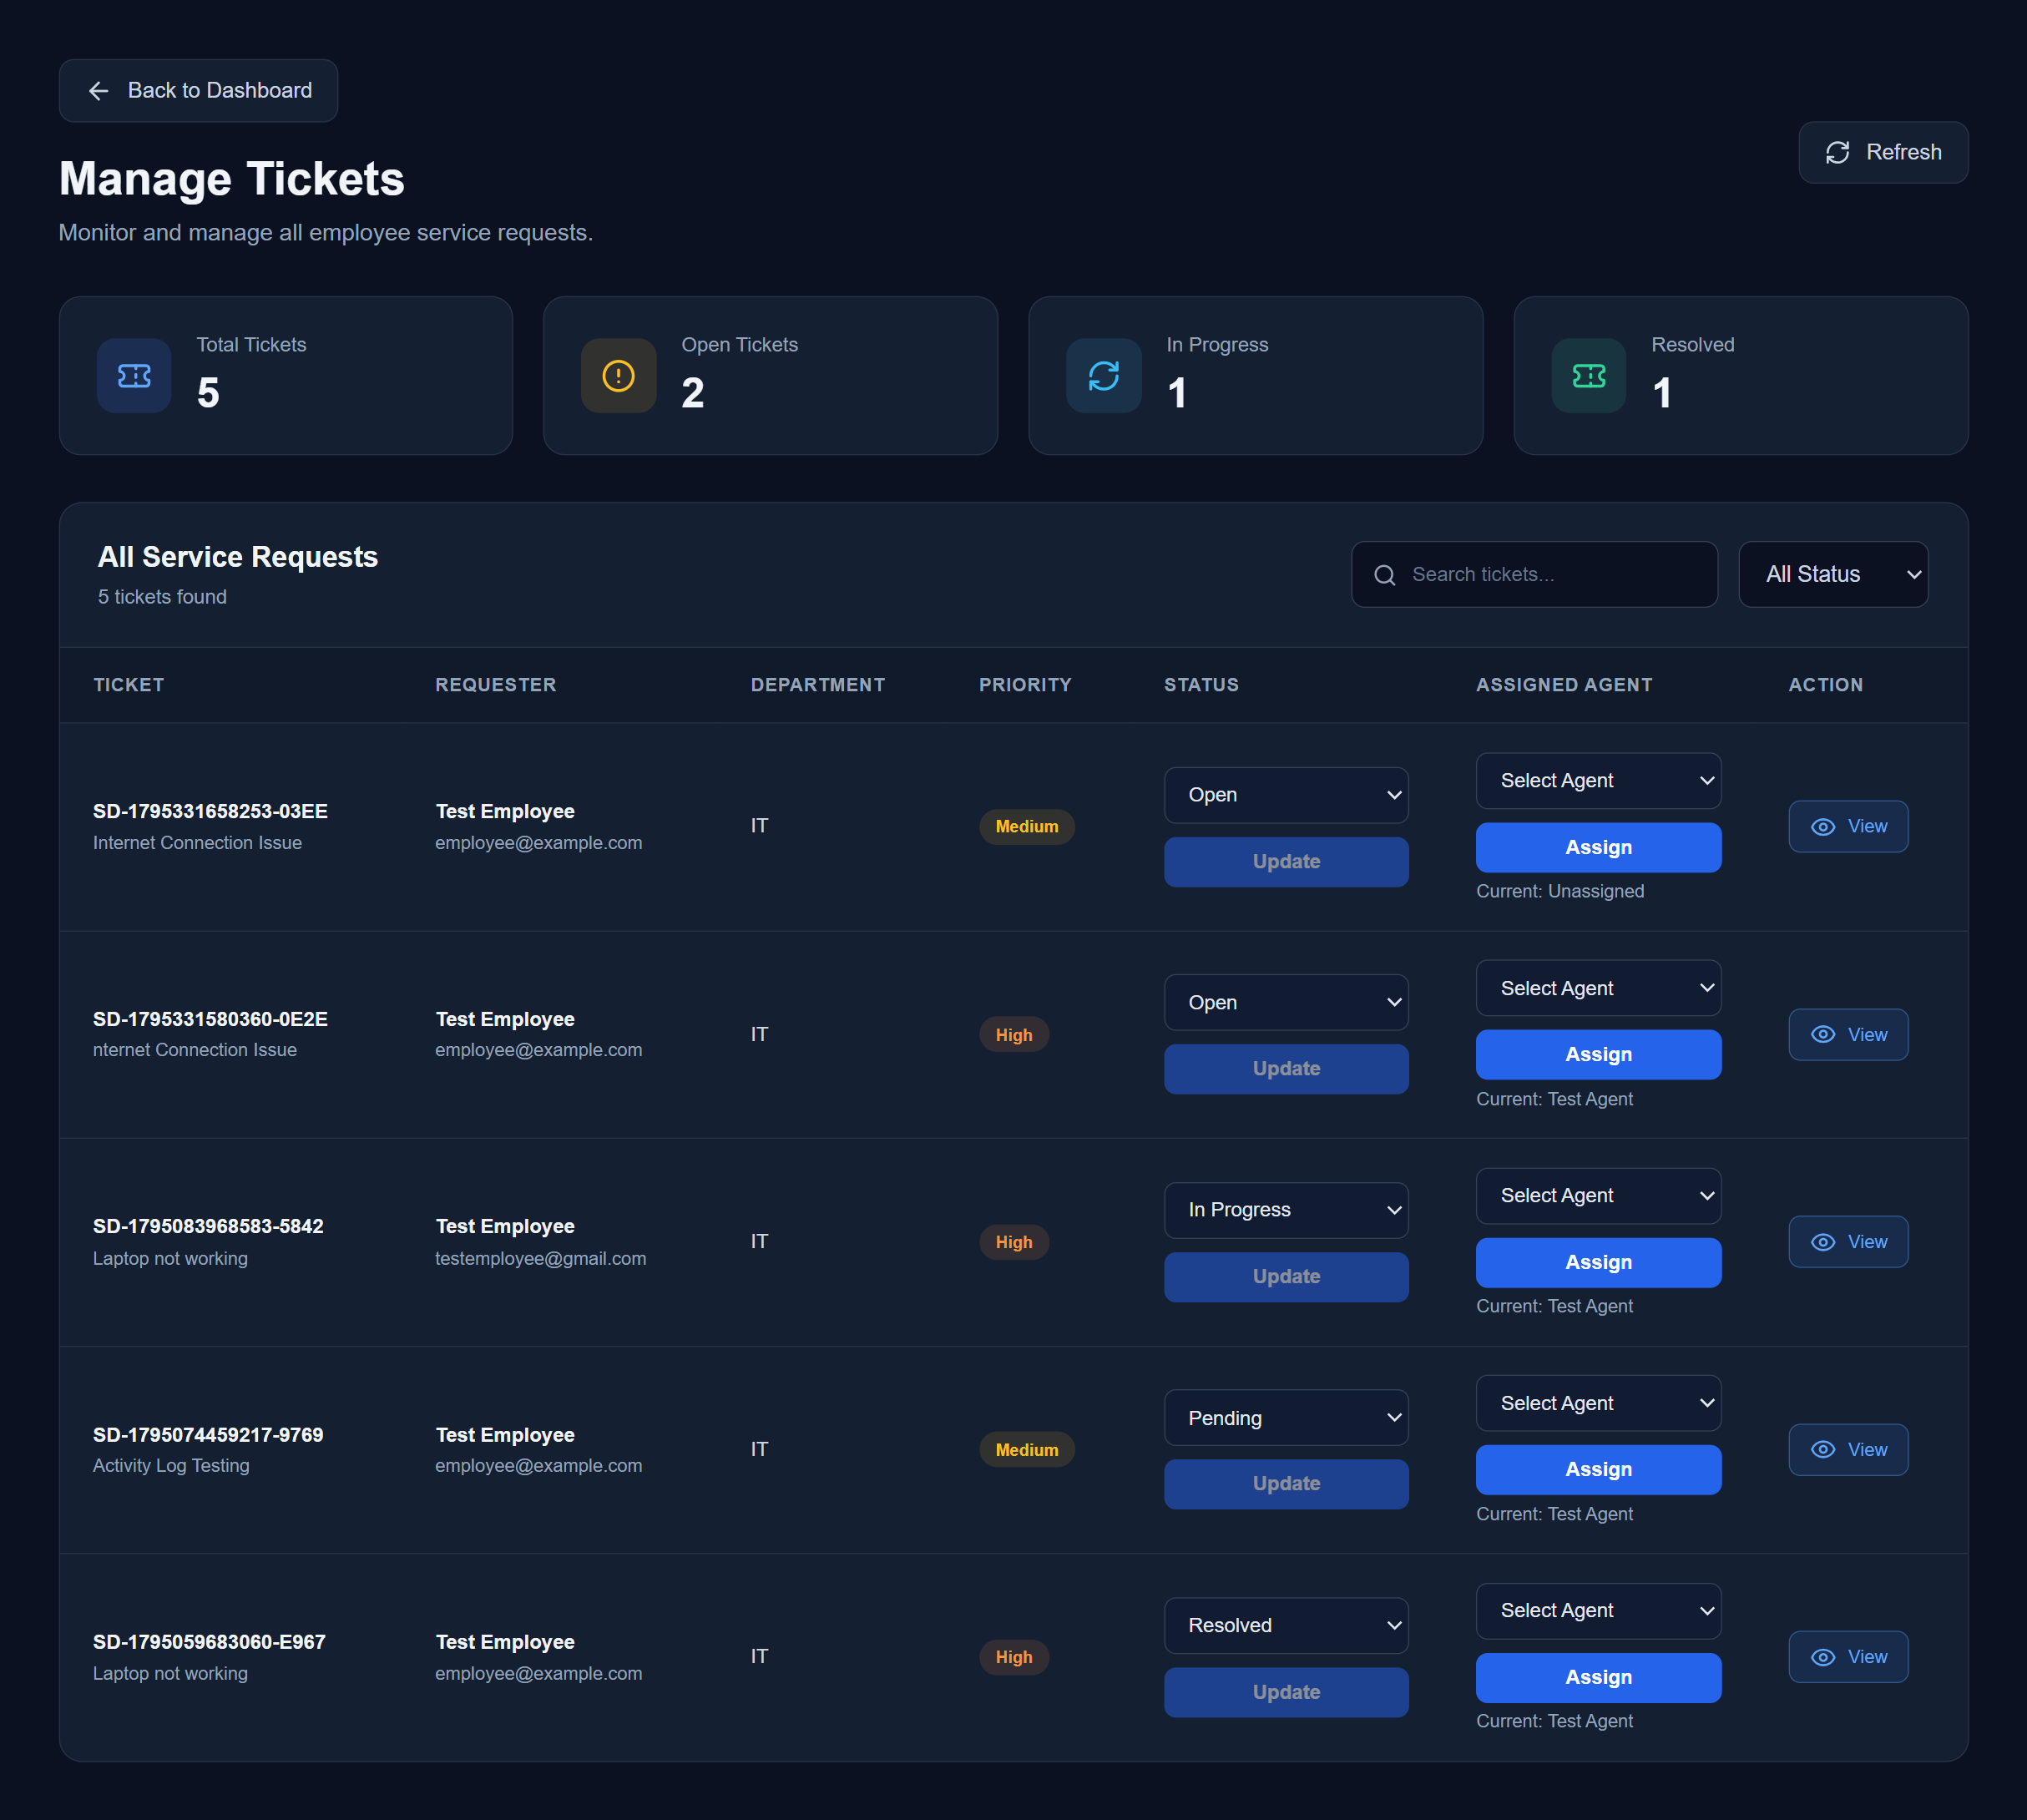 Back to Dashboard
Refresh
Manage Tickets
Monitor and manage all employee service requests.
Total Tickets
5
Open Tickets
2
In Progress
1
Resolved
1
All Service Requests
5 tickets found
Search tickets...
All Status
TICKET REQUESTER DEPARTMENT PRIORITY STATUS ASSIGNED AGENT ACTION
SD-1795331658253-03EE
Internet Connection Issue
Test Employee
employee@example.com
IT
Medium
Open
Update
Select Agent
Assign
Current: Unassigned
View
SD-1795331580360-0E2E
nternet Connection Issue
Test Employee
employee@example.com
IT
High
Open
Update
Select Agent
Assign
Current: Test Agent
View
SD-1795083968583-5842
Laptop not working
Test Employee
testemployee@gmail.com
IT
High
In Progress
Update
Select Agent
Assign
Current: Test Agent
View
SD-1795074459217-9769
Activity Log Testing
Test Employee
employee@example.com
IT
Medium
Pending
Update
Select Agent
Assign
Current: Test Agent
View
SD-1795059683060-E967
Laptop not working
Test Employee
employee@example.com
IT
High
Resolved
Update
Select Agent
Assign
Current: Test Agent
View